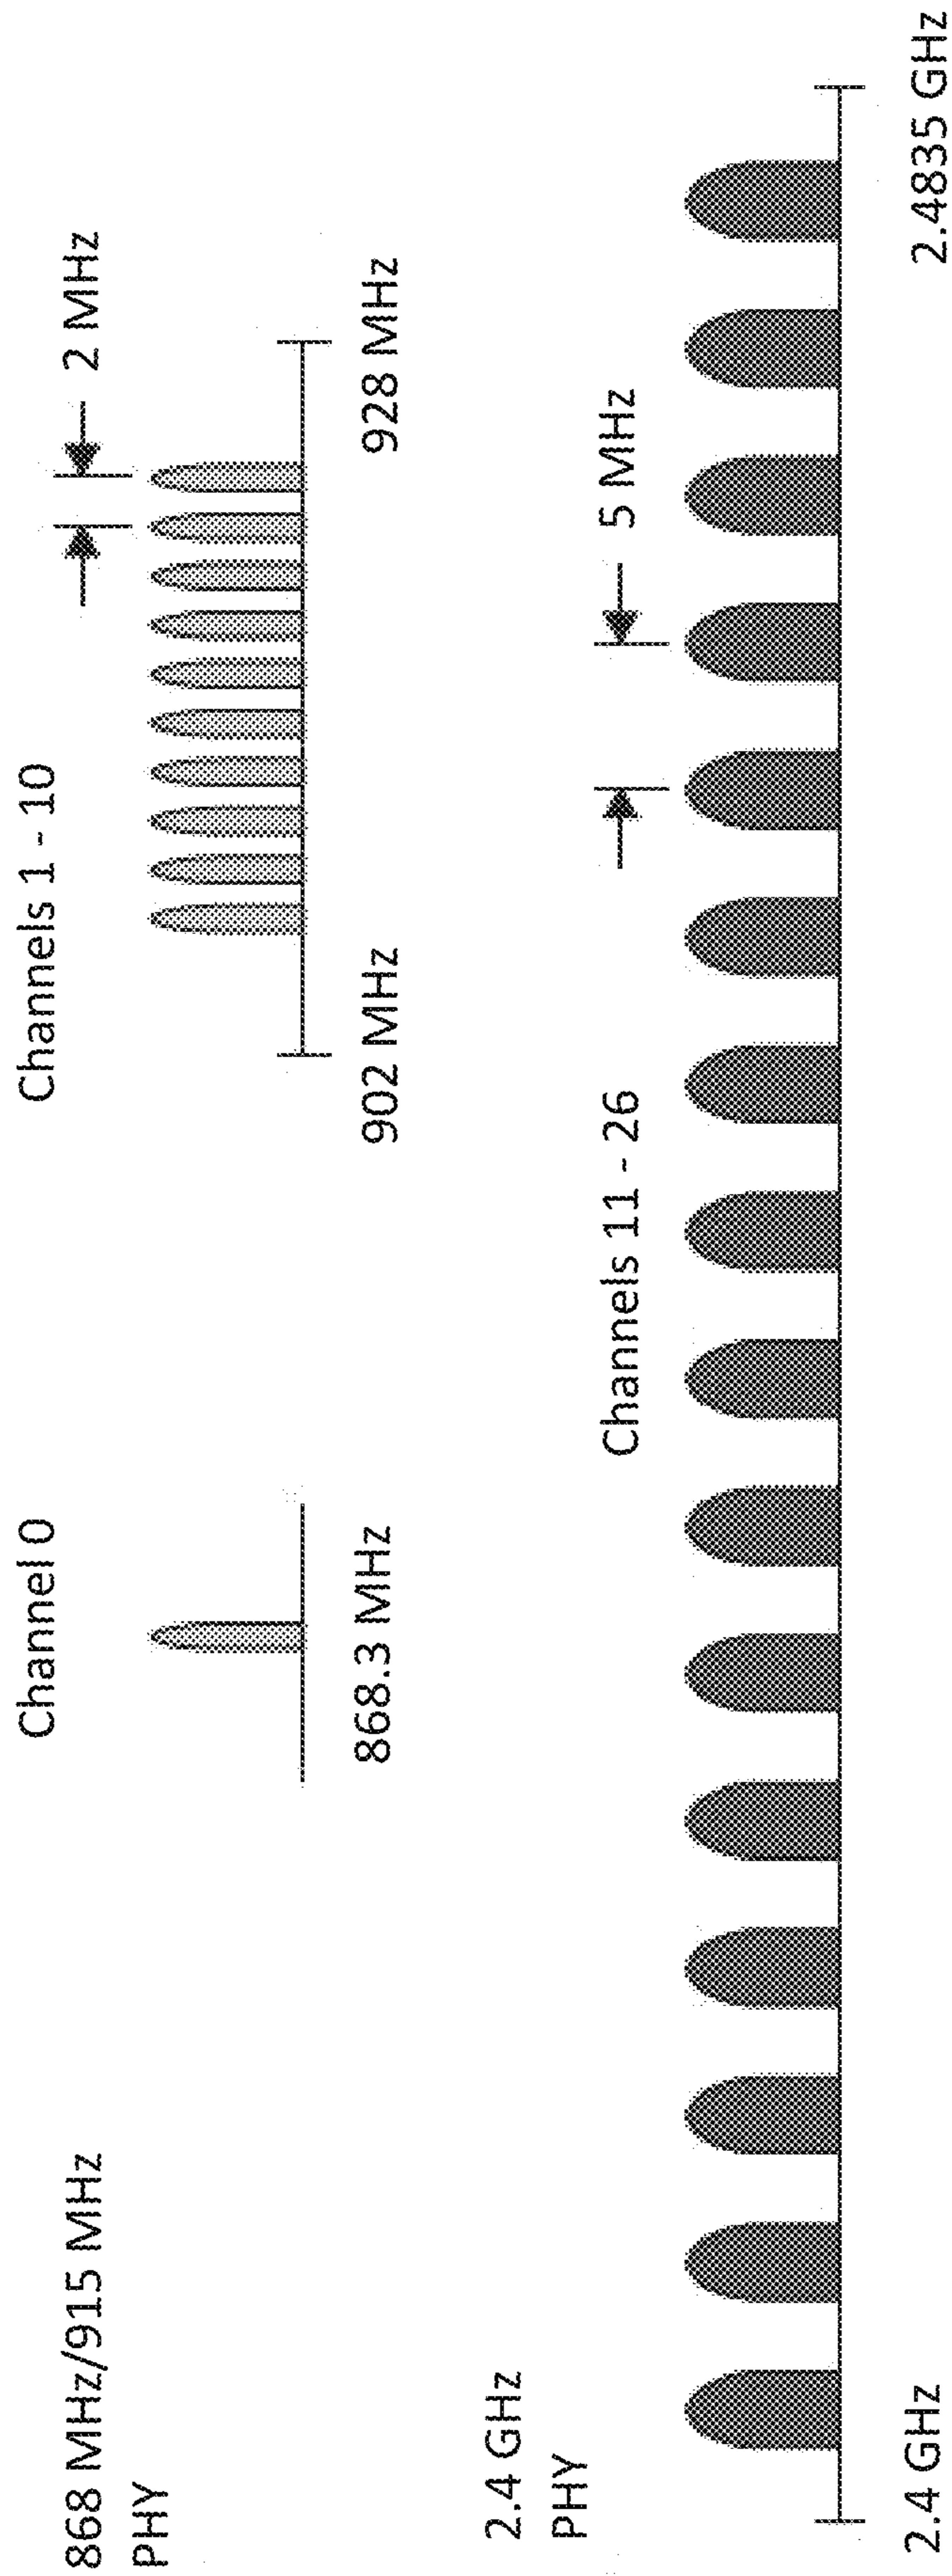 868 MHz/915 MHz
PHY
Channel 0
Channels 1 - 10
2 MHz
868.3 MHz
902 MHz
928 MHz
2.4 GHz
PHY
Channels 11 - 26
5 MHz
2.4 GHz
2.4835 GHz